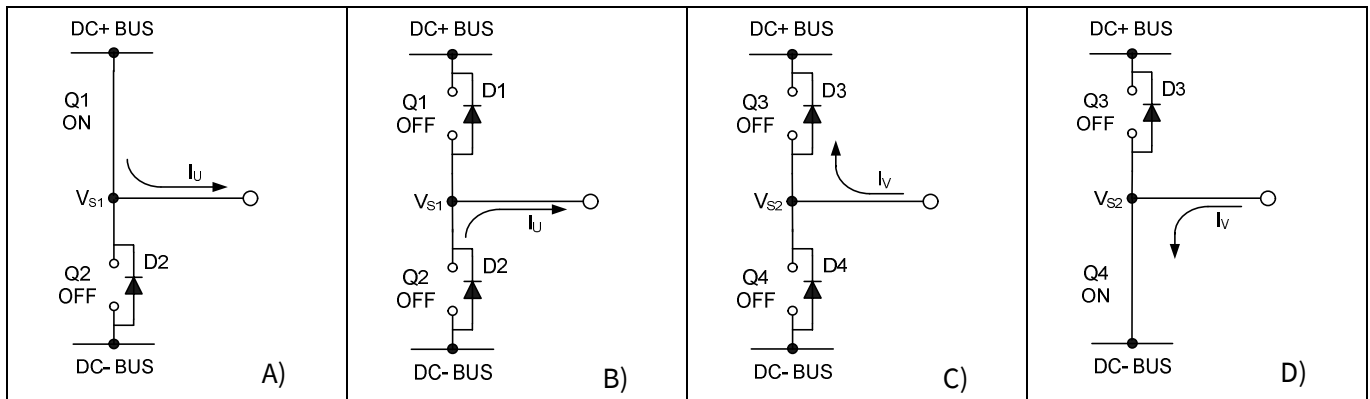 DC+ BUS
Q1
ON
I_U
V_S1
Q2
OFF
D2
DC- BUS
A)
DC+ BUS
Q1
OFF
D1
V_S1
I_U
Q2
OFF
D2
DC- BUS
B)
DC+ BUS
Q3
OFF
D3
I_V
V_S2
Q4
OFF
D4
DC- BUS
C)
DC+ BUS
Q3
OFF
D3
V_S2
I_V
Q4
ON
DC- BUS
D)